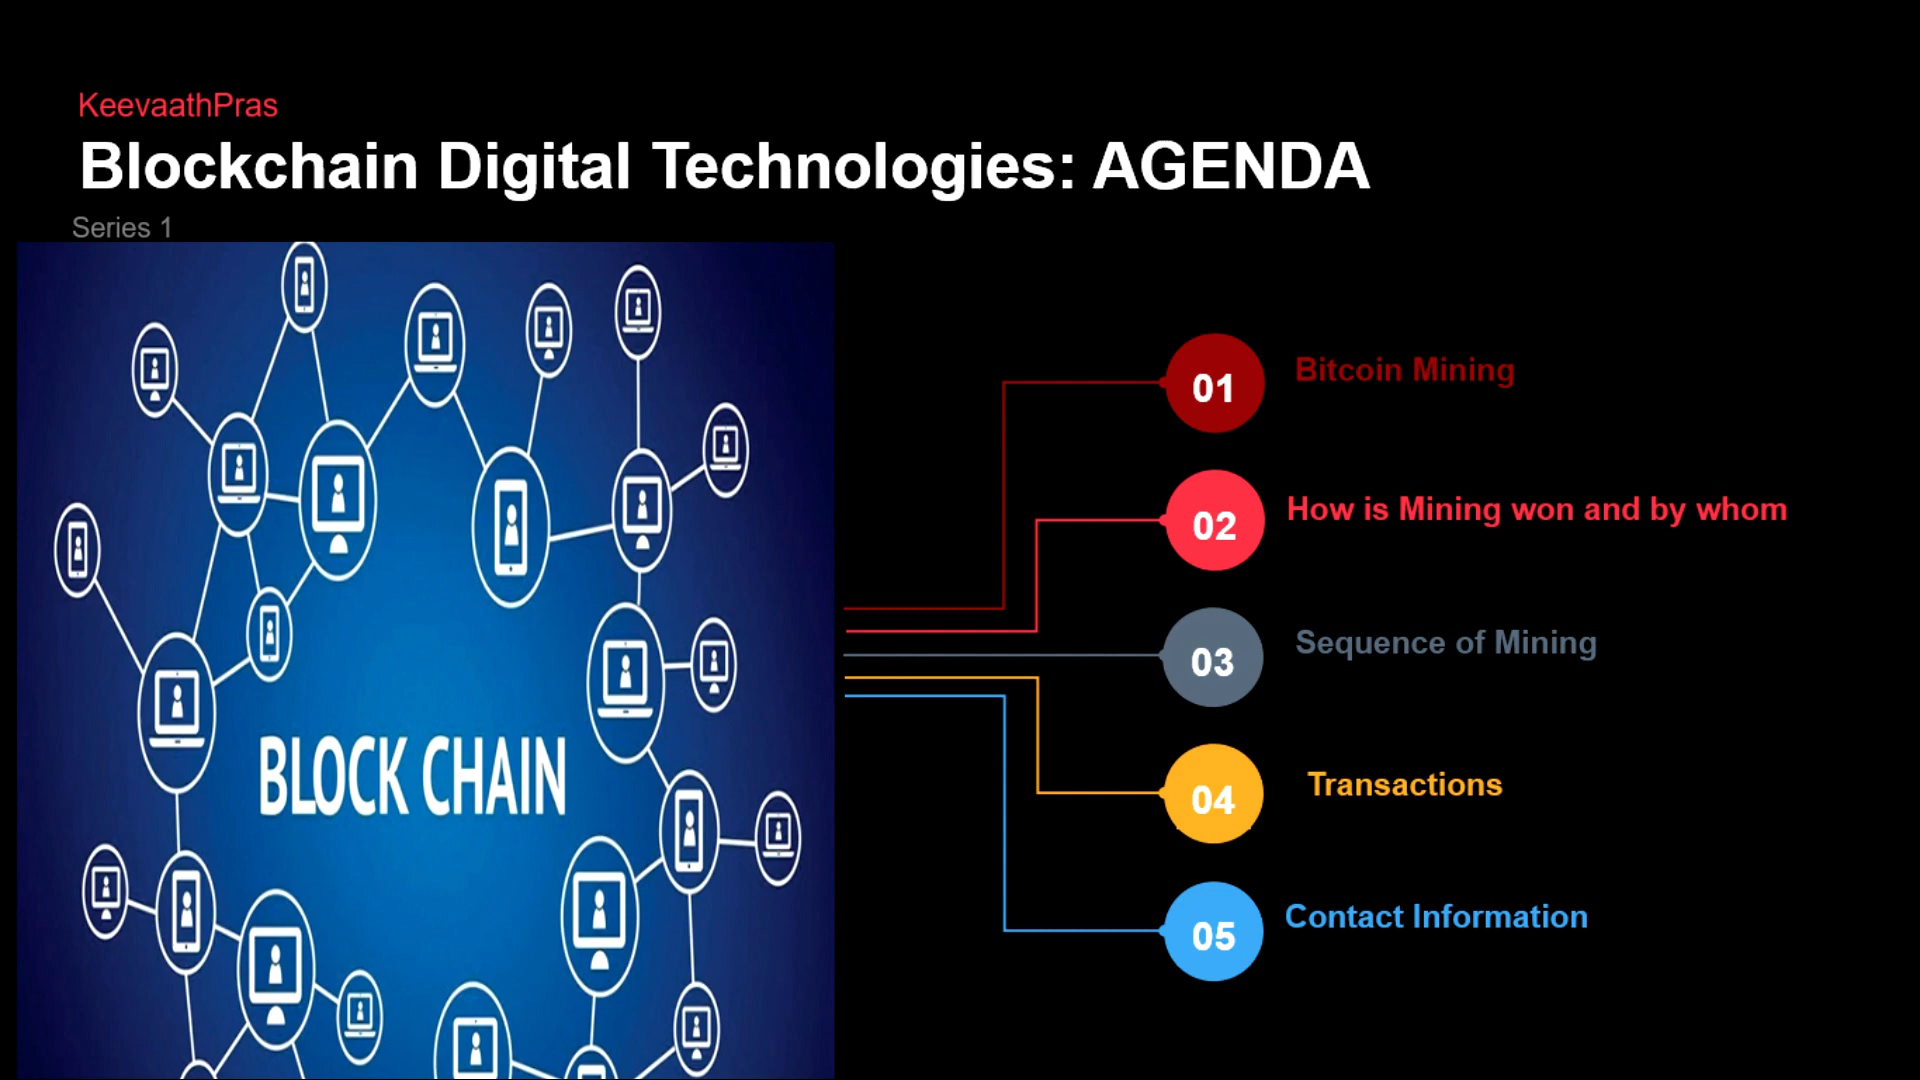 KeevaathPras
Blockchain Digital Technologies: AGENDA
Series 1
BLOCK CHAIN
01 Bitcoin Mining
02 How is Mining won and by whom
03 Sequence of Mining
04 Transactions
05 Contact Information